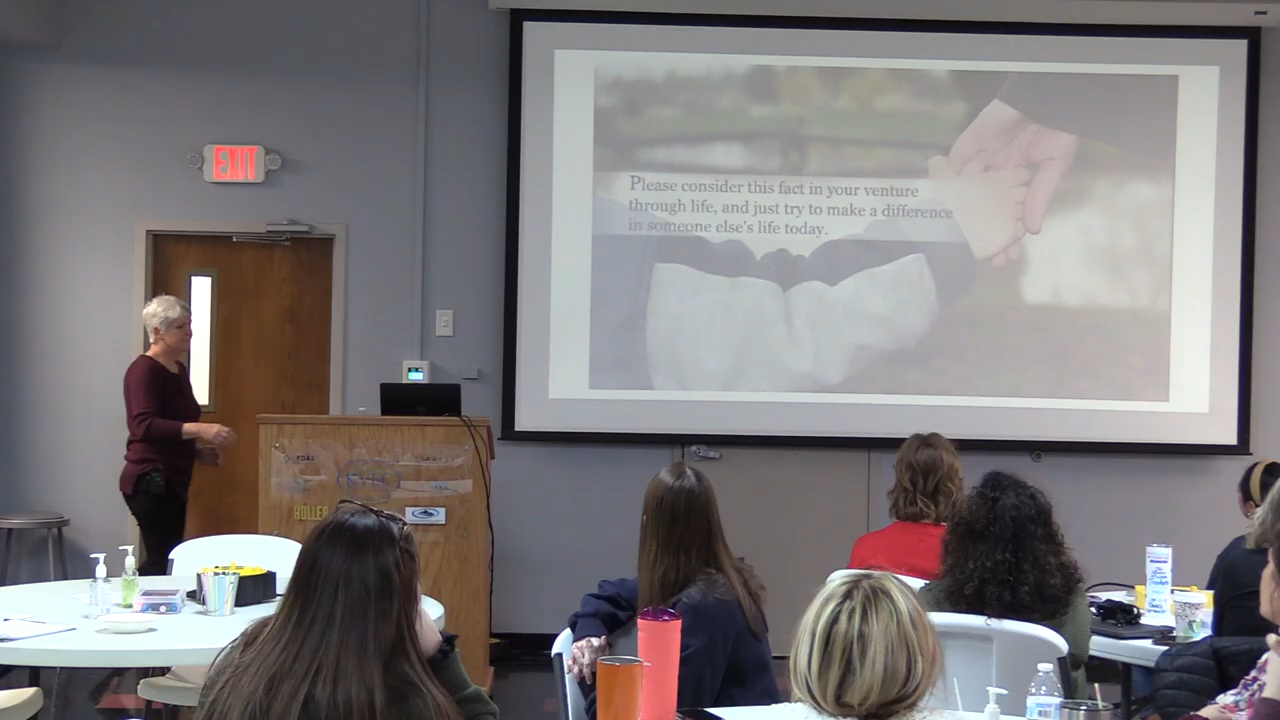 EXIT
Please consider this fact in your venture
through life, and just try to make a difference
in someone else's life today.
HOLLER